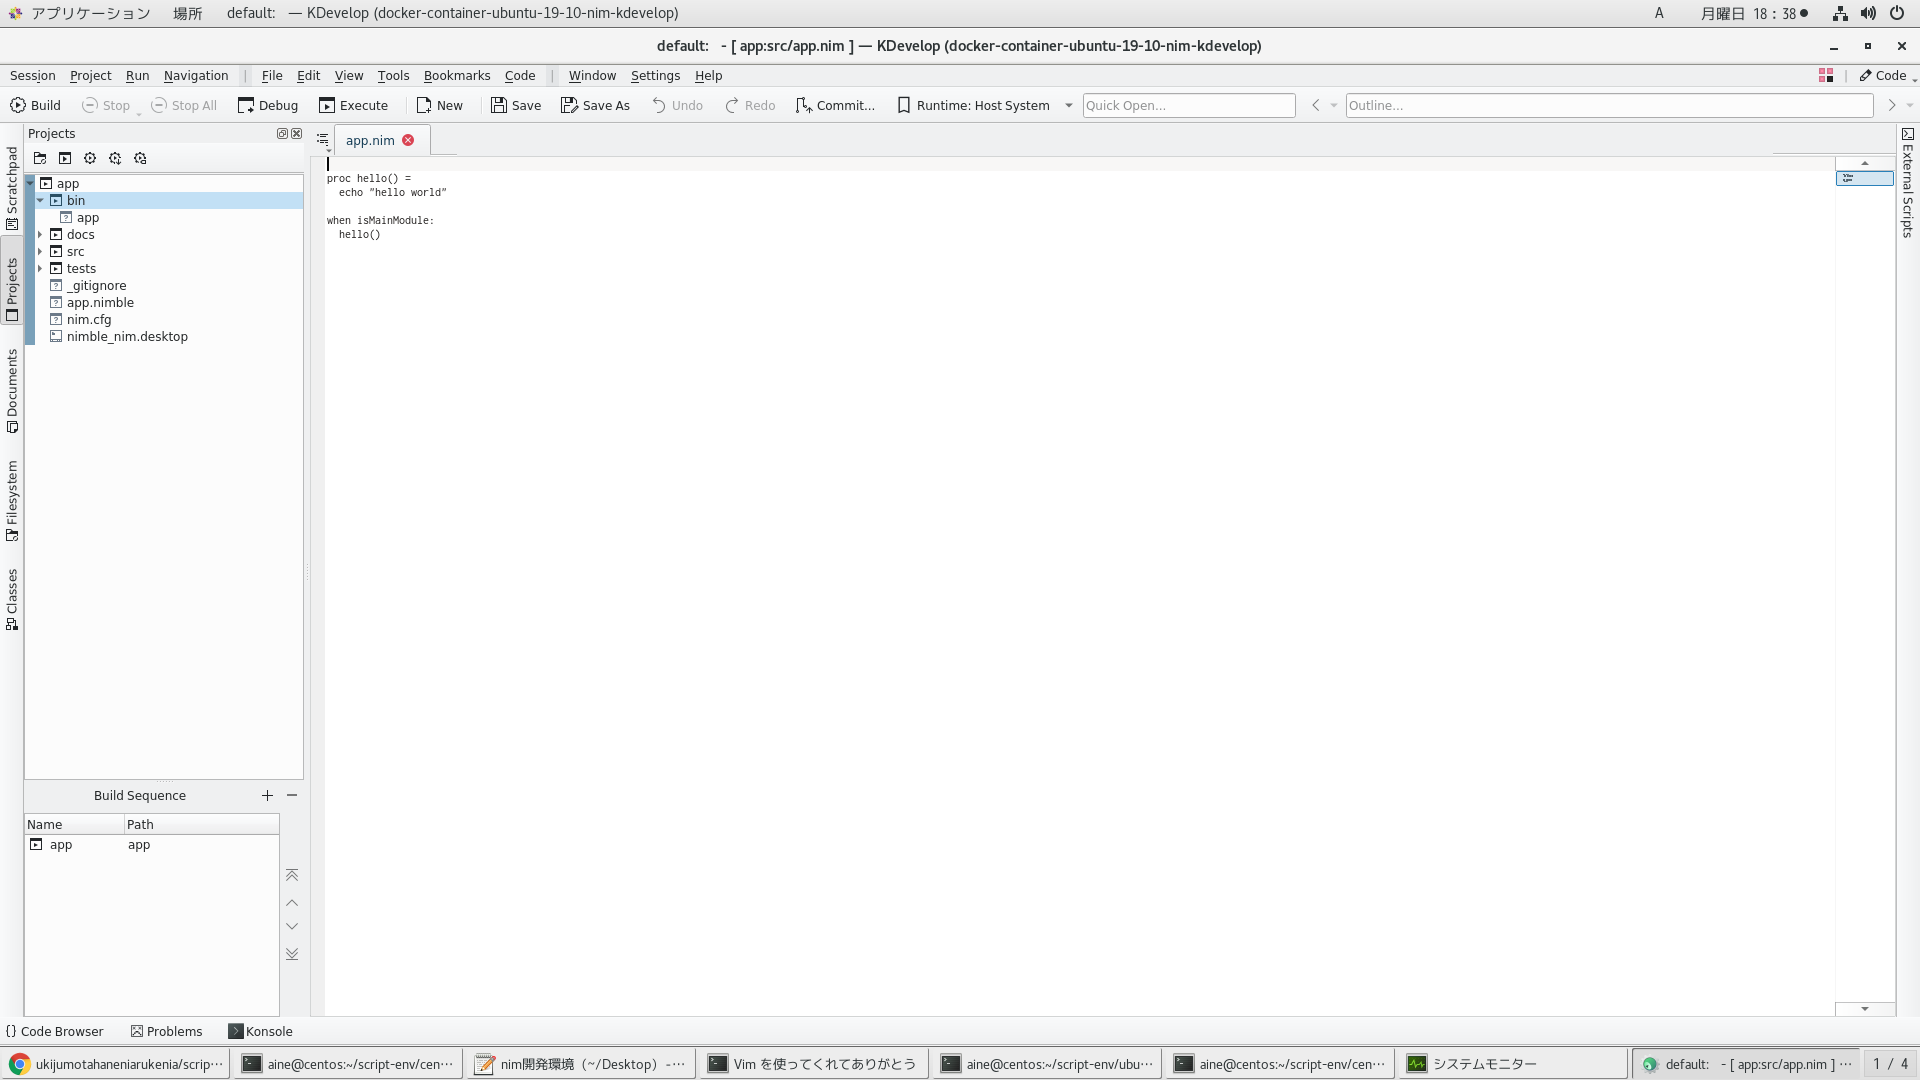 アプリケーション 場所 default: — KDevelop (docker-container-ubuntu-19-10-nim-kdevelop) A 月曜日 18：38
default: - [ app:src/app.nim ] — KDevelop (docker-container-ubuntu-19-10-nim-kdevelop)
Session Project Run Navigation File Edit View Tools Bookmarks Code Window Settings Help Code
Build Stop Stop All Debug Execute New Save Save As Undo Redo Commit... Runtime: Host System Quick Open... Outline...
Projects
app.nim
Scratchpad
Projects
Documents
Filesystem
Classes
app
bin
app
docs
src
tests
_gitignore
app.nimble
nim.cfg
nimble_nim.desktop
proc hello() =
  echo "hello world"
when isMainModule:
  hello()
External Scripts
Build Sequence
Name Path
app app
Code Browser Problems Konsole
ukijumotahaneniarukenia/scrip… aine@centos:~/script-env/cen… nim開発環境（~/Desktop）-… Vim を使ってくれてありがとう aine@centos:~/script-env/ubu… aine@centos:~/script-env/cen… システムモニター default: - [ app:src/app.nim ] … 1 / 4